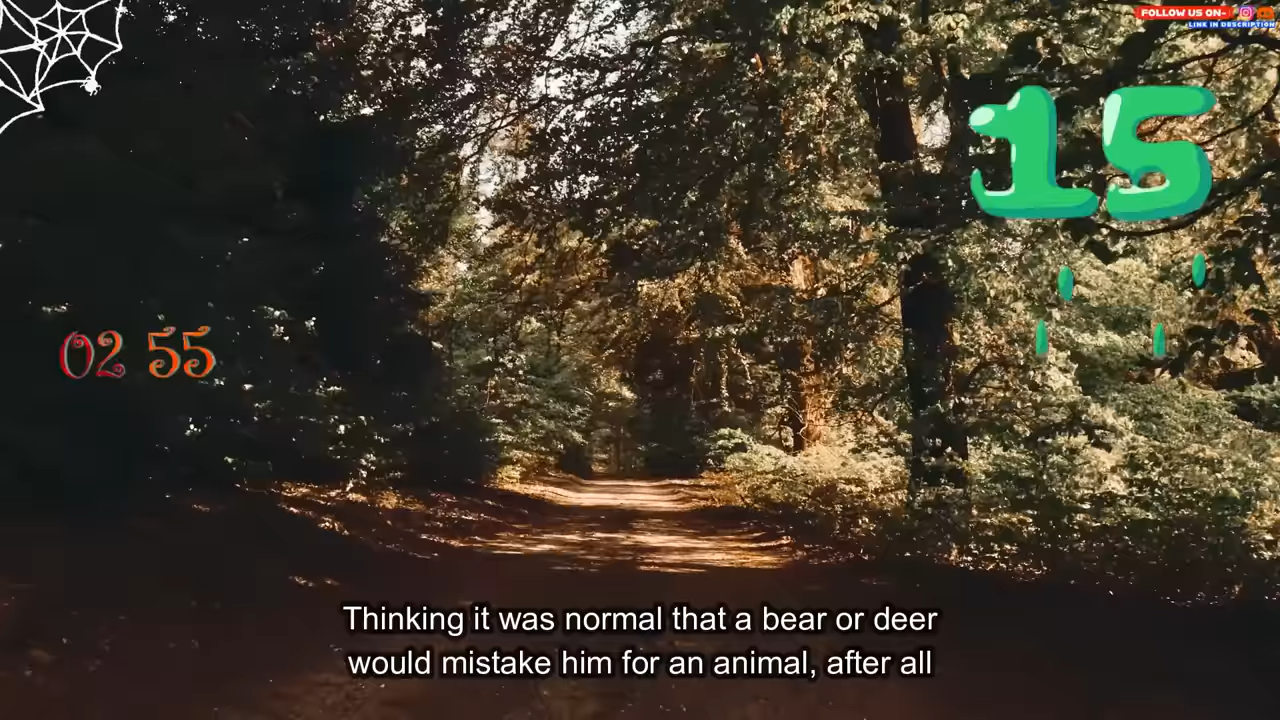 FOLLOW US ON-
LINK IN DESCRIPTION
15
02 55
Thinking it was normal that a bear or deer
would mistake him for an animal, after all